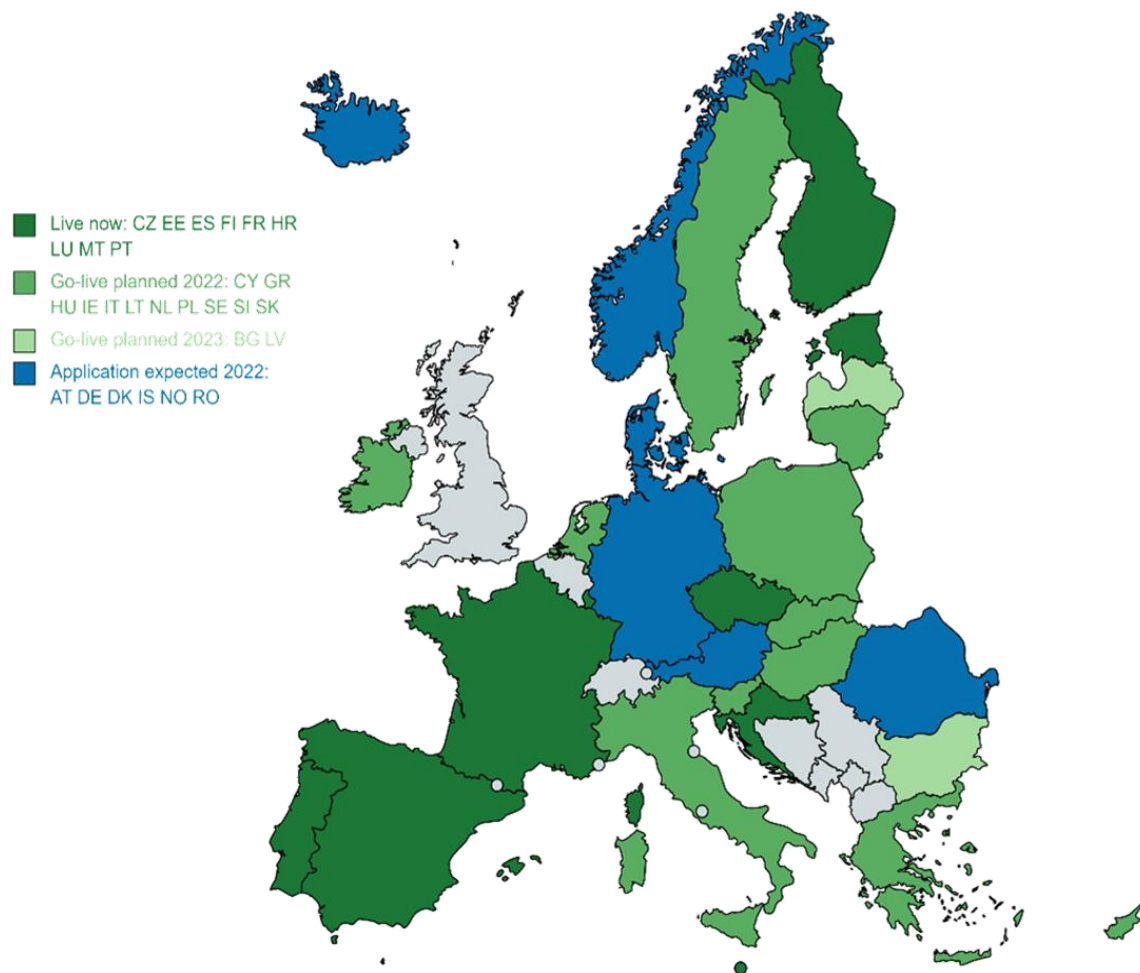 Live now: CZ EE ES FI FR HR
LU MT PT
Go-live planned 2022: CY GR
HU IE IT LT NL PL SE SI SK
Go-live planned 2023: BG LV
Application expected 2022:
AT DE DK IS NO RO